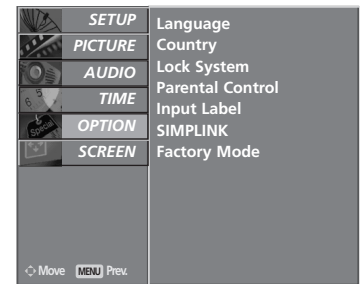 SETUP
PICTURE
AUDIO
TIME
OPTION
SCREEN
Language
Country
Lock System
Parental Control
Input Label
SIMPLINK
Factory Mode
Special
Move MENU Prev.